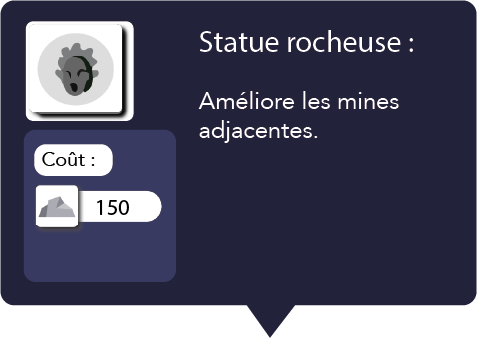 Statue rocheuse :
Améliore les mines
adjacentes.
Coût :
150